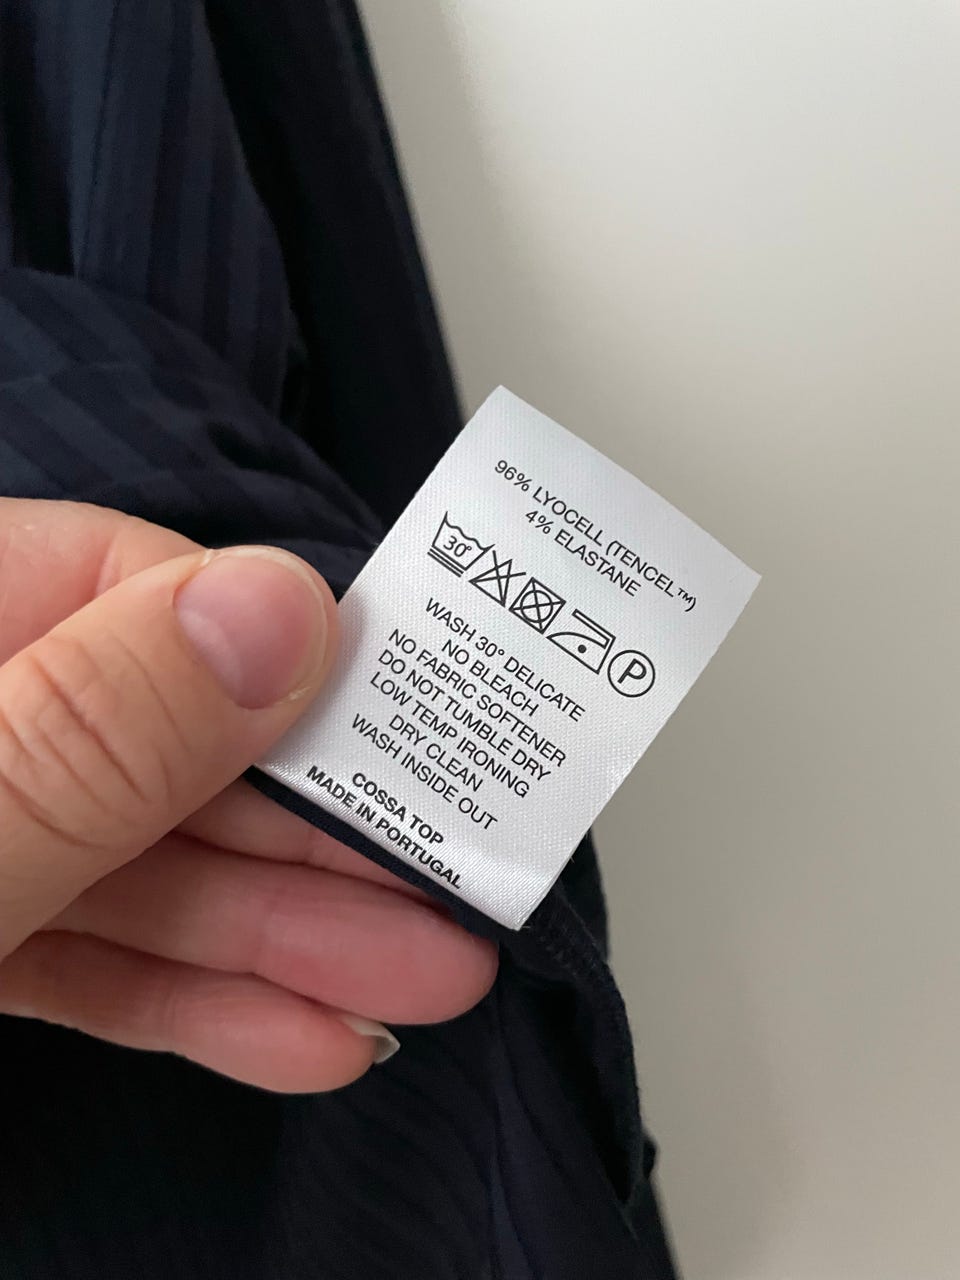 96% LYOCELL (TENCEL™)
4% ELASTANE
30° P
WASH 30° DELICATE
NO BLEACH
NO FABRIC SOFTENER
DO NOT TUMBLE DRY
LOW TEMP IRONING
DRY CLEAN
WASH INSIDE OUT
COSSA TOP
MADE IN PORTUGAL